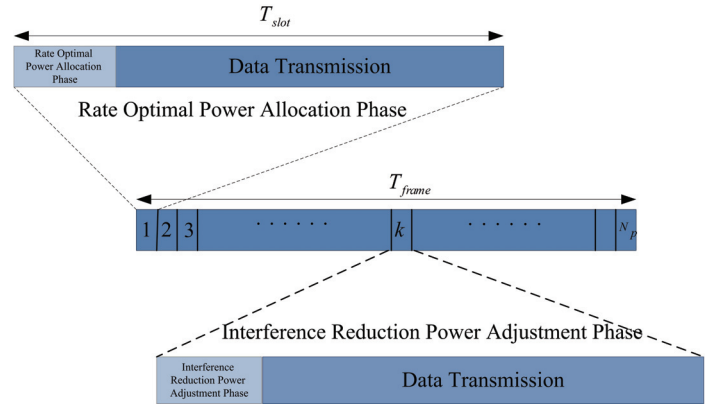 T_slot
Rate Optimal
Power Allocation
Phase
Data Transmission
Rate Optimal Power Allocation Phase
T_frame
1 2 3 . . . . . . k . . . . . . N_p
Interference Reduction Power Adjustment Phase
Interference
Reduction Power
Adjustment Phase
Data Transmission